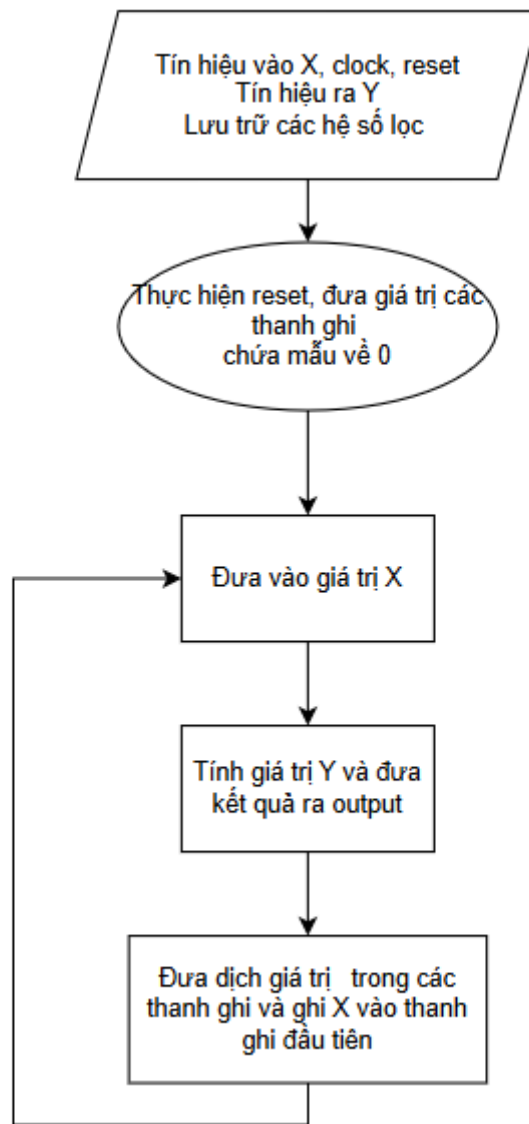 Tín hiệu vào X, clock, reset
Tín hiệu ra Y
Lưu trữ các hệ số lọc
Thực hiện reset, đưa giá trị các
thanh ghi
chứa mẫu về 0
Đưa vào giá trị X
Tính giá trị Y và đưa
kết quả ra output
Đưa dịch giá trị trong các
thanh ghi và ghi X vào thanh
ghi đầu tiên